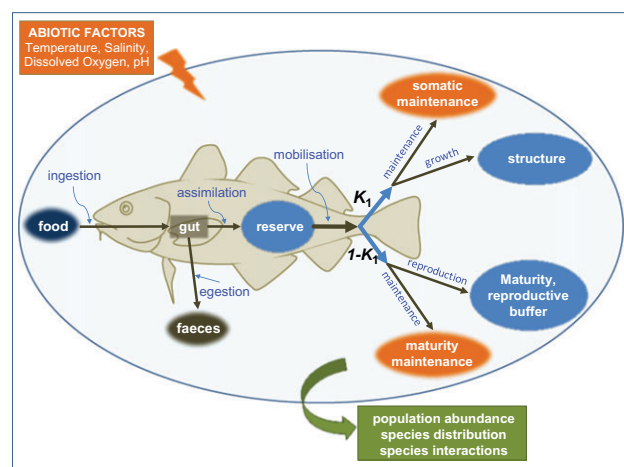 ABIOTIC FACTORS
Temperature, Salinity,
Dissolved Oxygen, pH
somatic
maintenance
maintenance
growth
structure
mobilisation
ingestion
assimilation
K1
food
gut
reserve
1-K1
reproduction
maintenance
Maturity,
reproductive
buffer
egestion
faeces
maturity
maintenance
population abundance
species distribution
species interactions